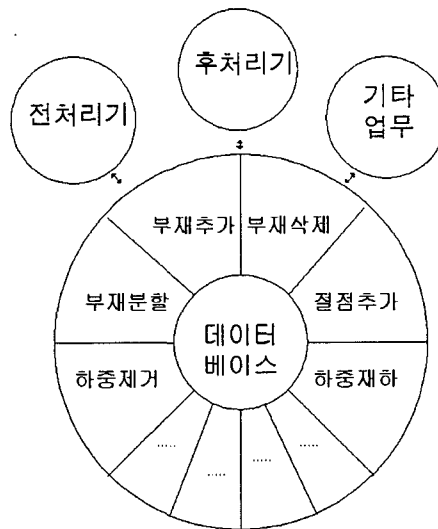 후처리기
전처리기
기타
업무
부재추가
부재삭제
부재분할
절점추가
데이터
베이스
하중제거
하중재하
.....
.....
.....
.....